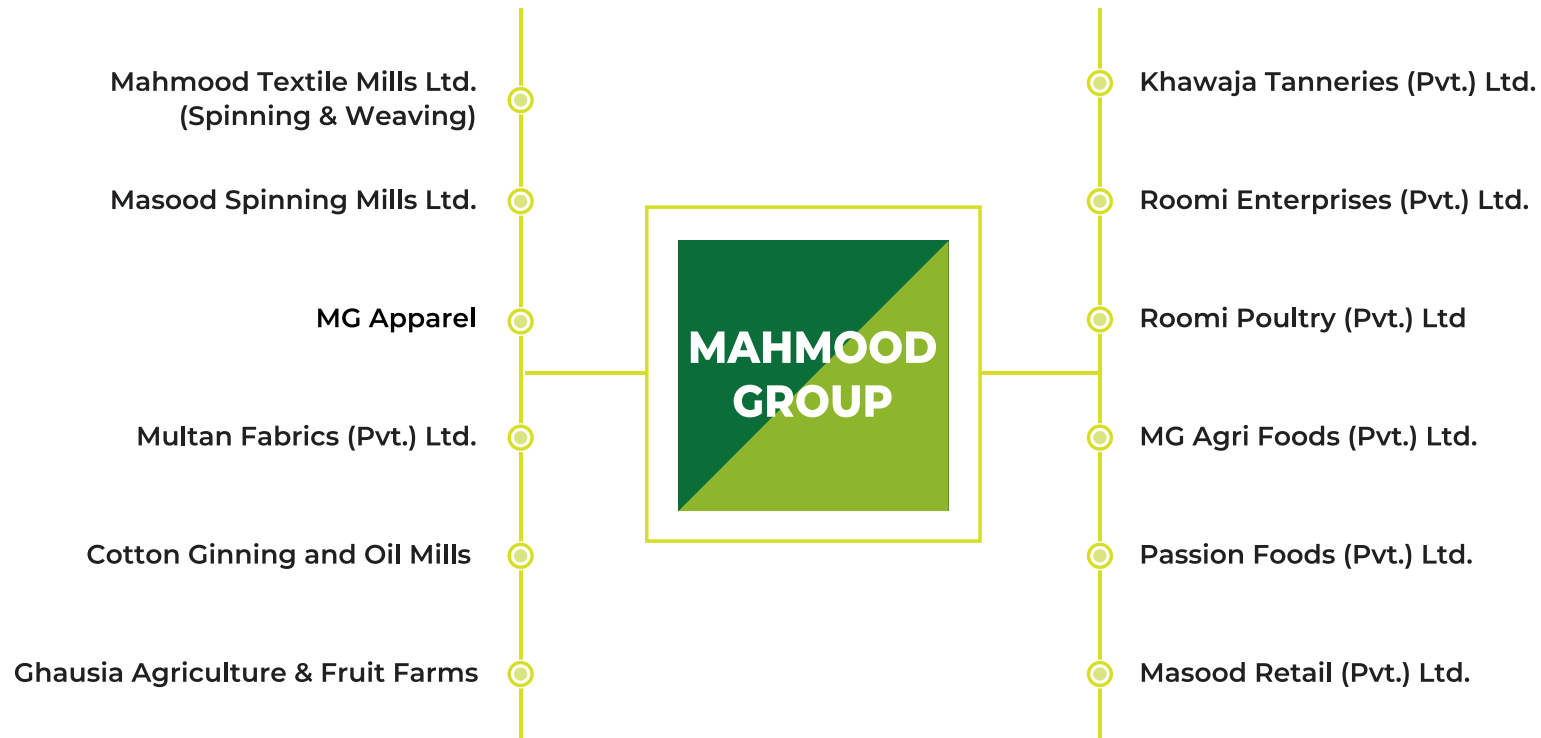 Mahmood Textile Mills Ltd.
(Spinning & Weaving)
Masood Spinning Mills Ltd.
MG Apparel
Multan Fabrics (Pvt.) Ltd.
Cotton Ginning and Oil Mills
Ghausia Agriculture & Fruit Farms
MAHMOOD
GROUP
Khawaja Tanneries (Pvt.) Ltd.
Roomi Enterprises (Pvt.) Ltd.
Roomi Poultry (Pvt.) Ltd
MG Agri Foods (Pvt.) Ltd.
Passion Foods (Pvt.) Ltd.
Masood Retail (Pvt.) Ltd.